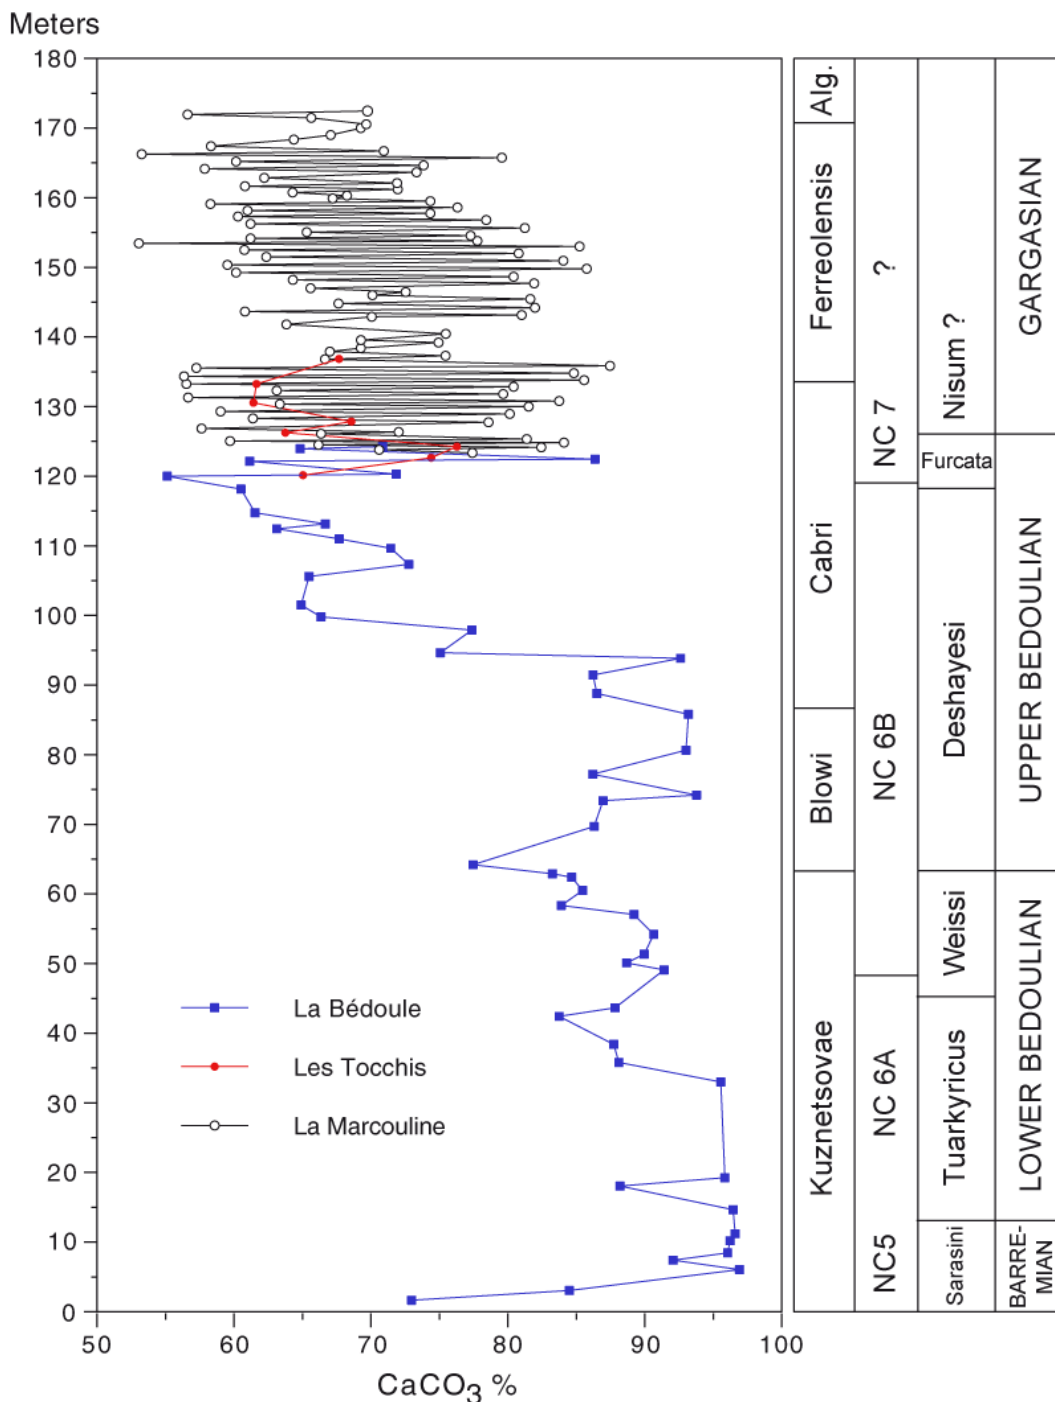 Meters
180
170
160
150
140
130
120
110
100
90
80
70
60
50
40
30
20
10
0
50 60 70 80 90 100
CaCO₃ %
La Bédoule
Les Tocchis
La Marcouline
Alg.
Ferreolensis
Cabri
Blowi
Kuznetsovae
?
NC 7
NC 6B
NC 6A
NC5
Nisum ?
Furcata
Deshayesi
Weissi
Tuarkyricus
Sarasini
GARGASIAN
UPPER BEDOULIAN
LOWER BEDOULIAN
BARRE-
MIAN